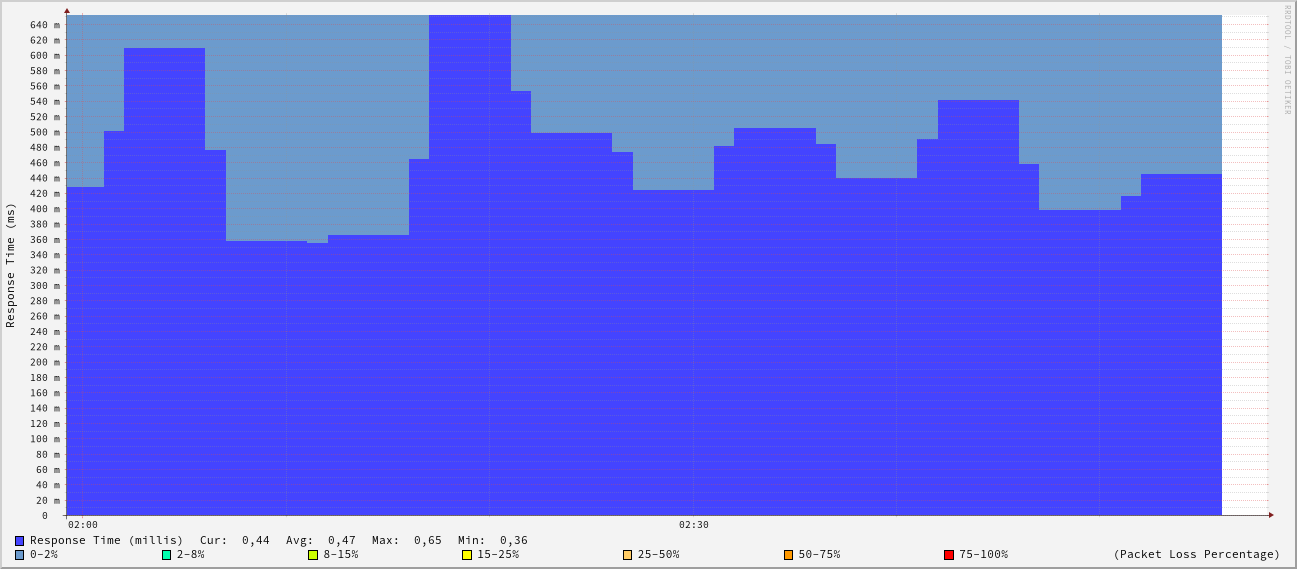 RRDTOOL / TOBI OETIKER
Response Time (ms)
640 m
620 m
600 m
580 m
560 m
540 m
520 m
500 m
480 m
460 m
440 m
420 m
400 m
380 m
360 m
340 m
320 m
300 m
280 m
260 m
240 m
220 m
200 m
180 m
160 m
140 m
120 m
100 m
80 m
60 m
40 m
20 m
0
02:00 02:30
Response Time (millis) Cur: 0,44 Avg: 0,47 Max: 0,65 Min: 0,36
0-2% 2-8% 8-15% 15-25% 25-50% 50-75% 75-100% (Packet Loss Percentage)